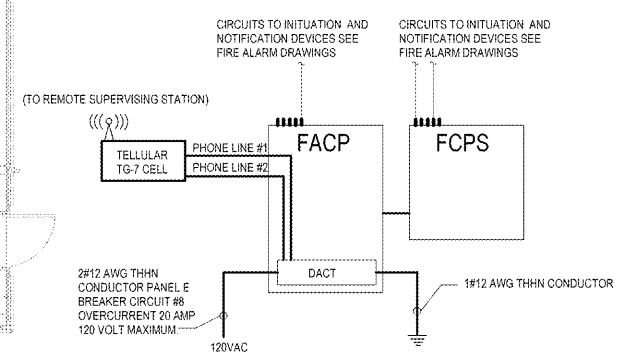 CIRCUITS TO INITUATION AND
NOTIFICATION DEVICES SEE
FIRE ALARM DRAWINGS
CIRCUITS TO INITUATION AND
NOTIFICATION DEVICES SEE
FIRE ALARM DRAWINGS
(TO REMOTE SUPERVISING STATION)
TELLULAR
TG-7 CELL
PHONE LINE #1
PHONE LINE #2
FACP
FCPS
DACT
2#12 AWG THHN
CONDUCTOR PANEL E
BREAKER CIRCUIT #8
OVERCURRENT 20 AMP
120 VOLT MAXIMUM.
1#12 AWG THHN CONDUCTOR
120VAC